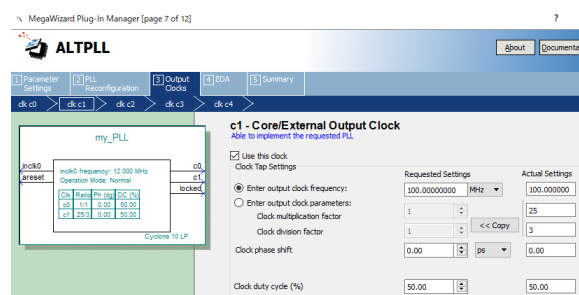 MegaWizard Plug-In Manager [page 7 of 12]
?
ALTPLL
About
Documenta
1 Parameter Settings
2 PLL Reconfiguration
3 Output Clocks
4 EDA
5 Summary
clk c0
clk c1
clk c2
clk c3
clk c4
my_PLL
inclk0
areset
inclk0 frequency: 12.000 MHz
Operation Mode: Normal
Clk Ratio Ph (dg) DC (%)
c0 1/1 0.00 50.00
c1 25/3 0.00 50.00
c0
c1
locked
Cyclone 10 LP
c1 - Core/External Output Clock
Able to implement the requested PLL
Use this clock
Clock Tap Settings
Requested Settings
Actual Settings
Enter output clock frequency:
100.00000000
MHz
100.000000
Enter output clock parameters:
Clock multiplication factor
1
25
<< Copy
Clock division factor
1
3
Clock phase shift
0.00
ps
0.00
Clock duty cycle (%)
50.00
50.00